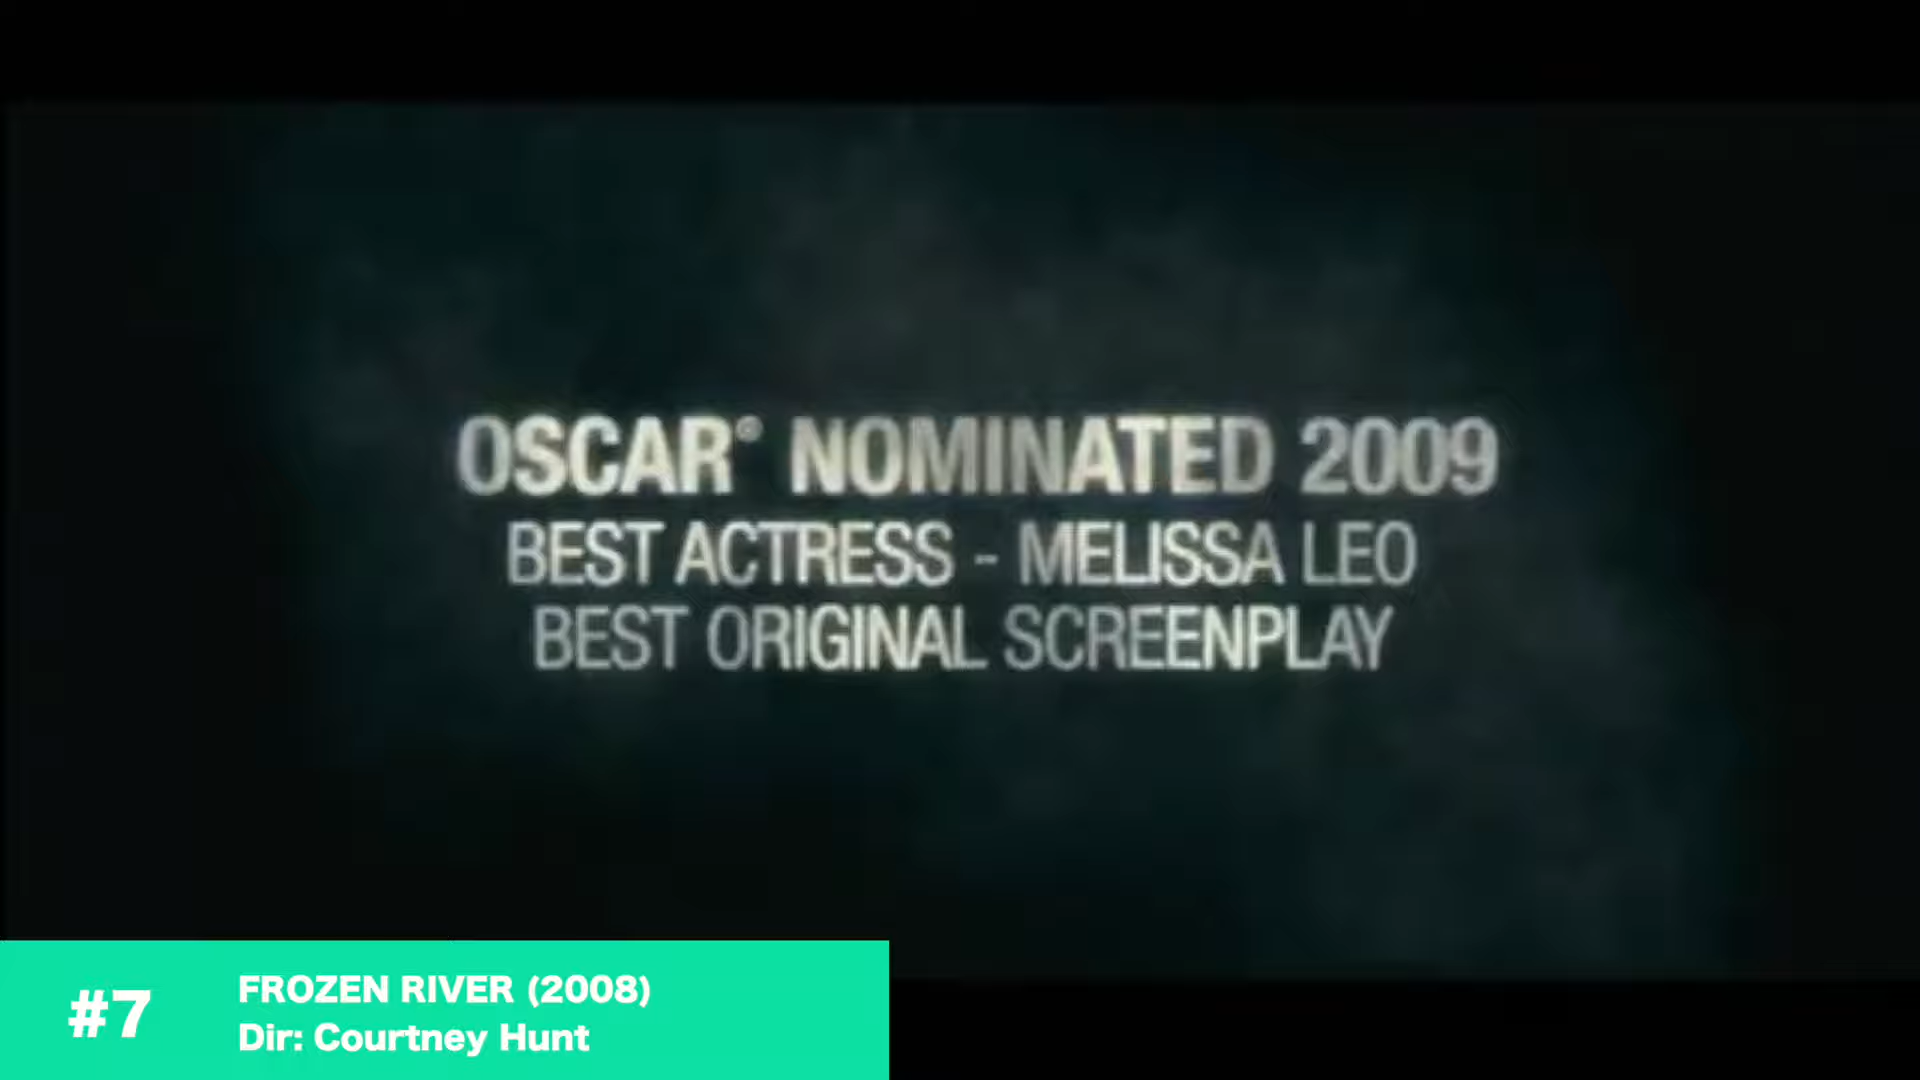 OSCAR® NOMINATED 2009
BEST ACTRESS - MELISSA LEO
BEST ORIGINAL SCREENPLAY
#7
FROZEN RIVER (2008)
Dir: Courtney Hunt